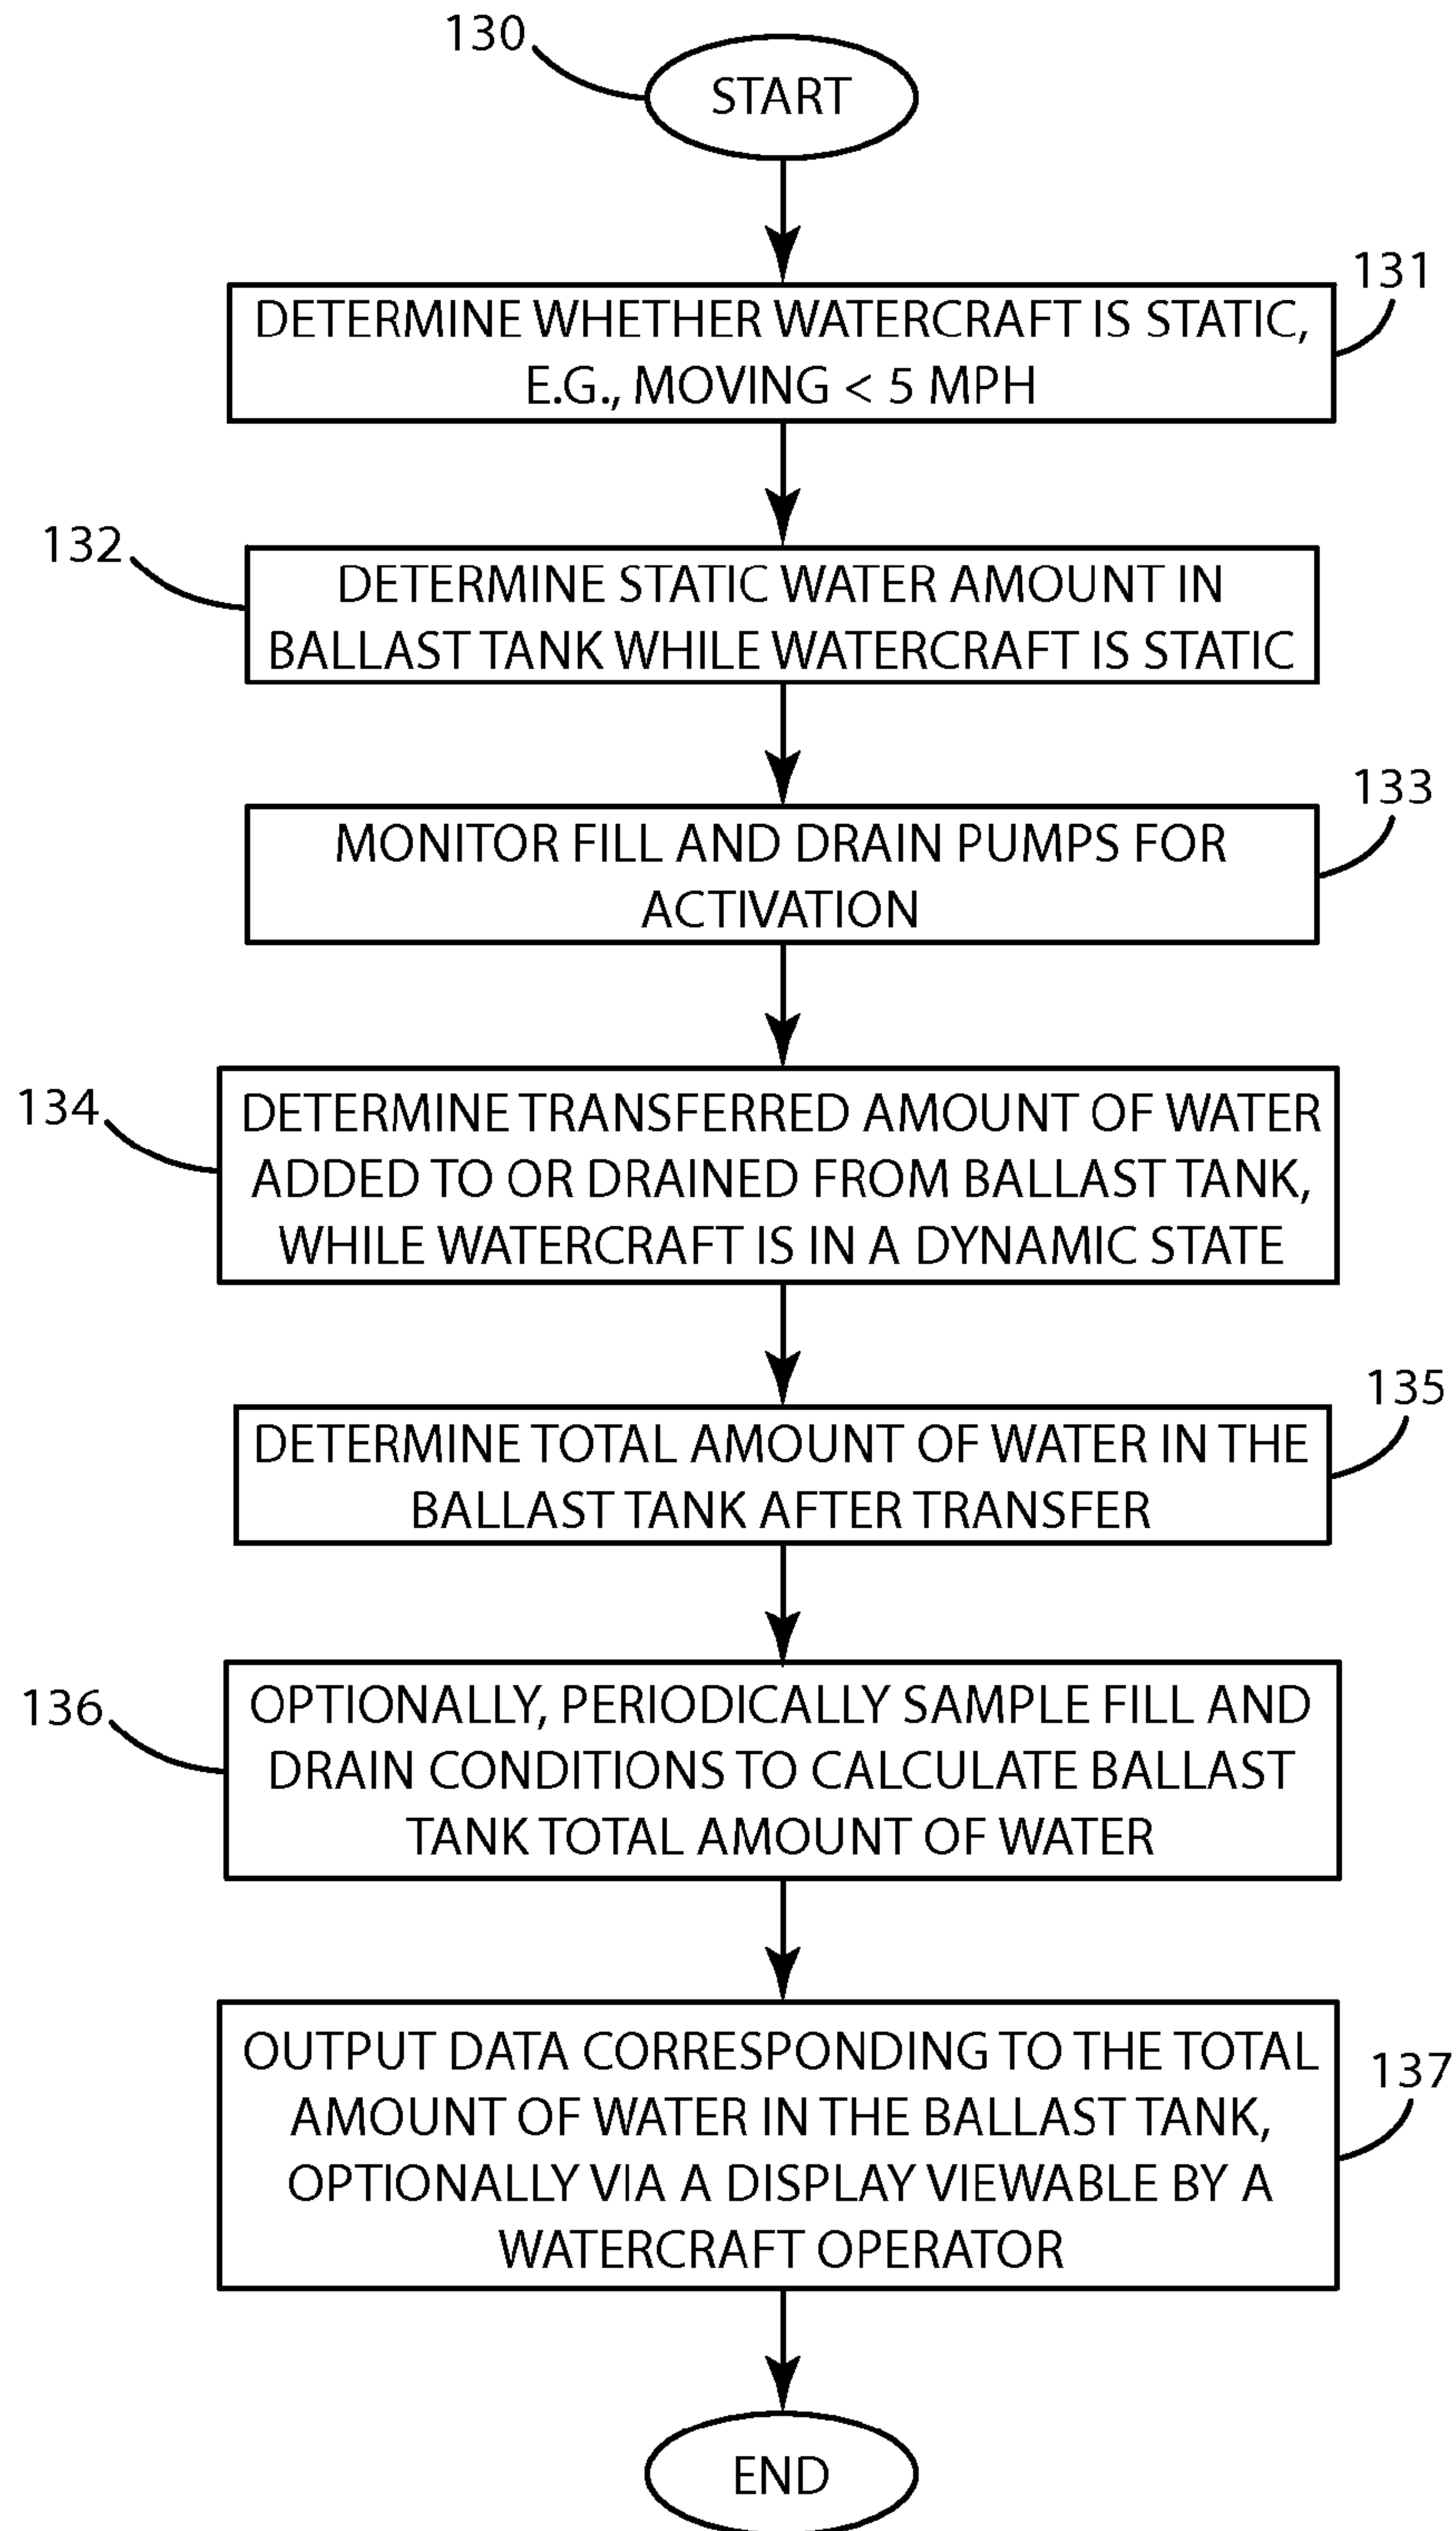 130
START
131
DETERMINE WHETHER WATERCRAFT IS STATIC,
E.G., MOVING < 5 MPH
132
DETERMINE STATIC WATER AMOUNT IN
BALLAST TANK WHILE WATERCRAFT IS STATIC
133
MONITOR FILL AND DRAIN PUMPS FOR
ACTIVATION
134
DETERMINE TRANSFERRED AMOUNT OF WATER
ADDED TO OR DRAINED FROM BALLAST TANK,
WHILE WATERCRAFT IS IN A DYNAMIC STATE
135
DETERMINE TOTAL AMOUNT OF WATER IN THE
BALLAST TANK AFTER TRANSFER
136
OPTIONALLY, PERIODICALLY SAMPLE FILL AND
DRAIN CONDITIONS TO CALCULATE BALLAST
TANK TOTAL AMOUNT OF WATER
137
OUTPUT DATA CORRESPONDING TO THE TOTAL
AMOUNT OF WATER IN THE BALLAST TANK,
OPTIONALLY VIA A DISPLAY VIEWABLE BY A
WATERCRAFT OPERATOR
END